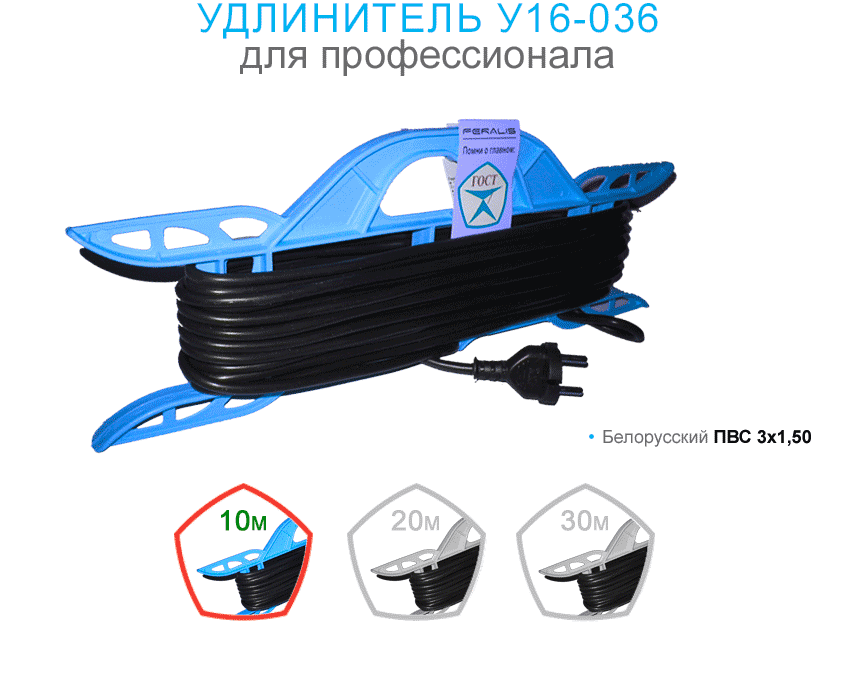 УДЛИНИТЕЛЬ У16-036
для профессионала
FERALIS
Помни о главном:
ГОСТ
• Белорусский ПВС 3х1,50
10м
20м
30м